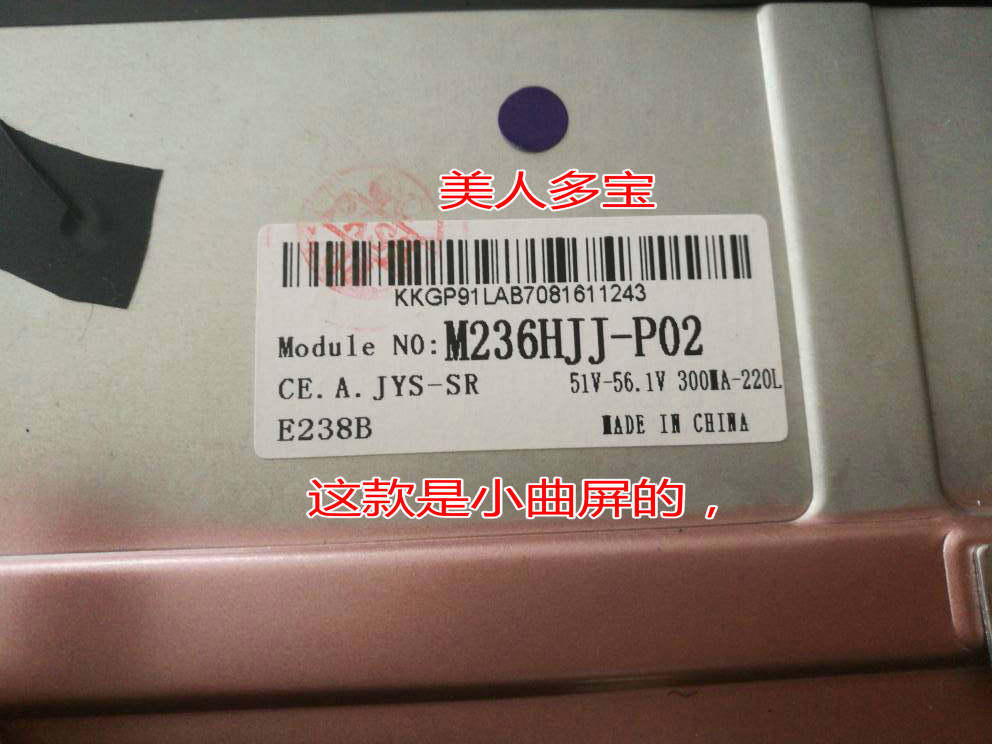 美人多宝
KKGP91LAB7081611243
Module NO:M236HJJ-P02
CE.A.JYS-SR 51V-56.1V 300MA-220L
E238B MADE IN CHINA
这款是小曲屏的，